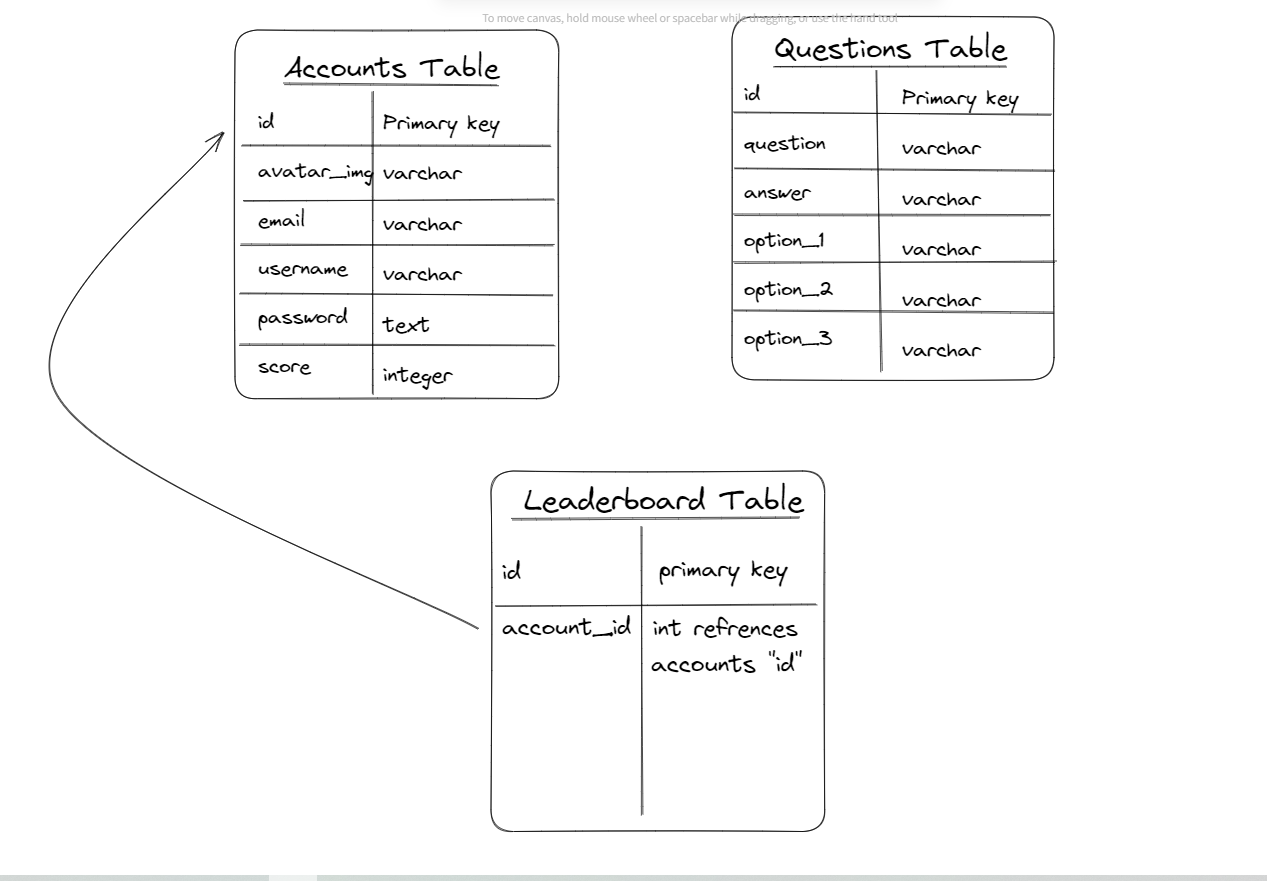 To move canvas, hold mouse wheel or spacebar while dragging, or use the hand tool
Accounts Table
id Primary key
avatar_img varchar
email varchar
username varchar
password text
score integer
Questions Table
id Primary key
question varchar
answer varchar
option_1 varchar
option_2 varchar
option_3 varchar
Leaderboard Table
id primary key
account_id int refrences
accounts "id"